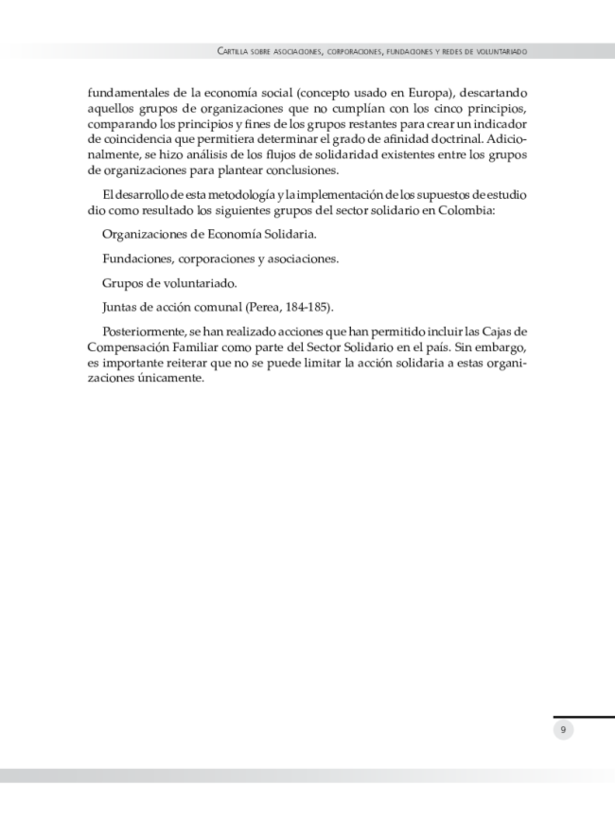 Cartilla sobre asociaciones, corporaciones, fundaciones y redes de voluntariado
fundamentales de la economía social (concepto usado en Europa), descartando
aquellos grupos de organizaciones que no cumplían con los cinco principios,
comparando los principios y fines de los grupos restantes para crear un indicador
de coincidencia que permitiera determinar el grado de afinidad doctrinal. Adicio-
nalmente, se hizo análisis de los flujos de solidaridad existentes entre los grupos
de organizaciones para plantear conclusiones.
El desarrollo de esta metodología y la implementación de los supuestos de estudio
dio como resultado los siguientes grupos del sector solidario en Colombia:
Organizaciones de Economía Solidaria.
Fundaciones, corporaciones y asociaciones.
Grupos de voluntariado.
Juntas de acción comunal (Perea, 184-185).
Posteriormente, se han realizado acciones que han permitido incluir las Cajas de
Compensación Familiar como parte del Sector Solidario en el país. Sin embargo,
es importante reiterar que no se puede limitar la acción solidaria a estas organi-
zaciones únicamente.
9